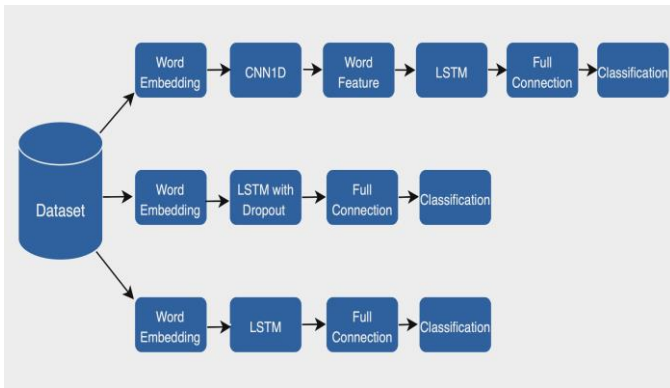 Word
Embedding
CNN1D
Word
Feature
LSTM
Full
Connection
Classification
Dataset
Word
Embedding
LSTM with
Dropout
Full
Connection
Classification
Word
Embedding
LSTM
Full
Connection
Classification